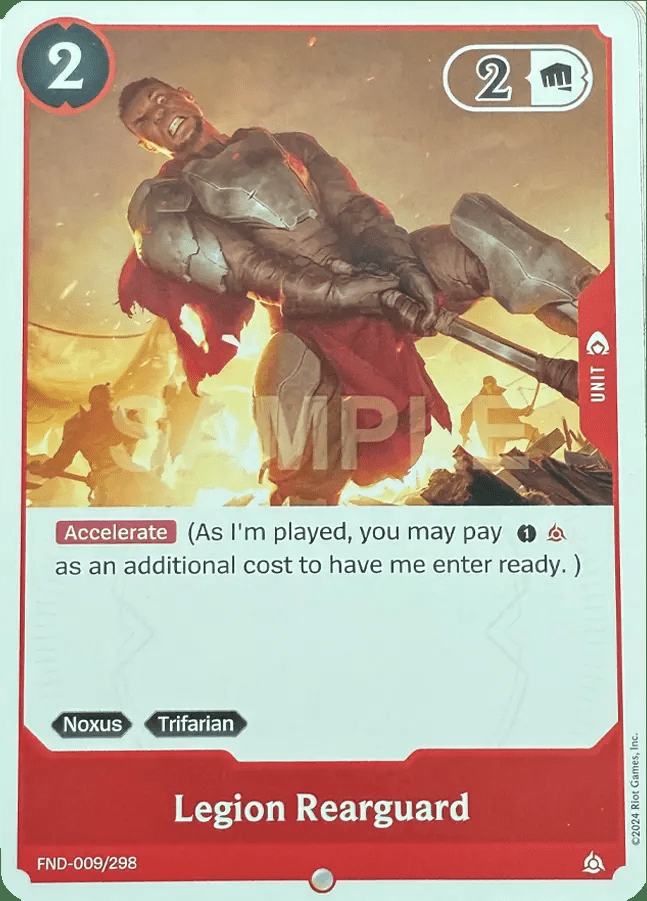 2
2
UNIT
SAMPLE
Accelerate (As I'm played, you may pay 1
as an additional cost to have me enter ready. )
Noxus Trifarian
Legion Rearguard
FND-009/298
©2024 Riot Games, Inc.